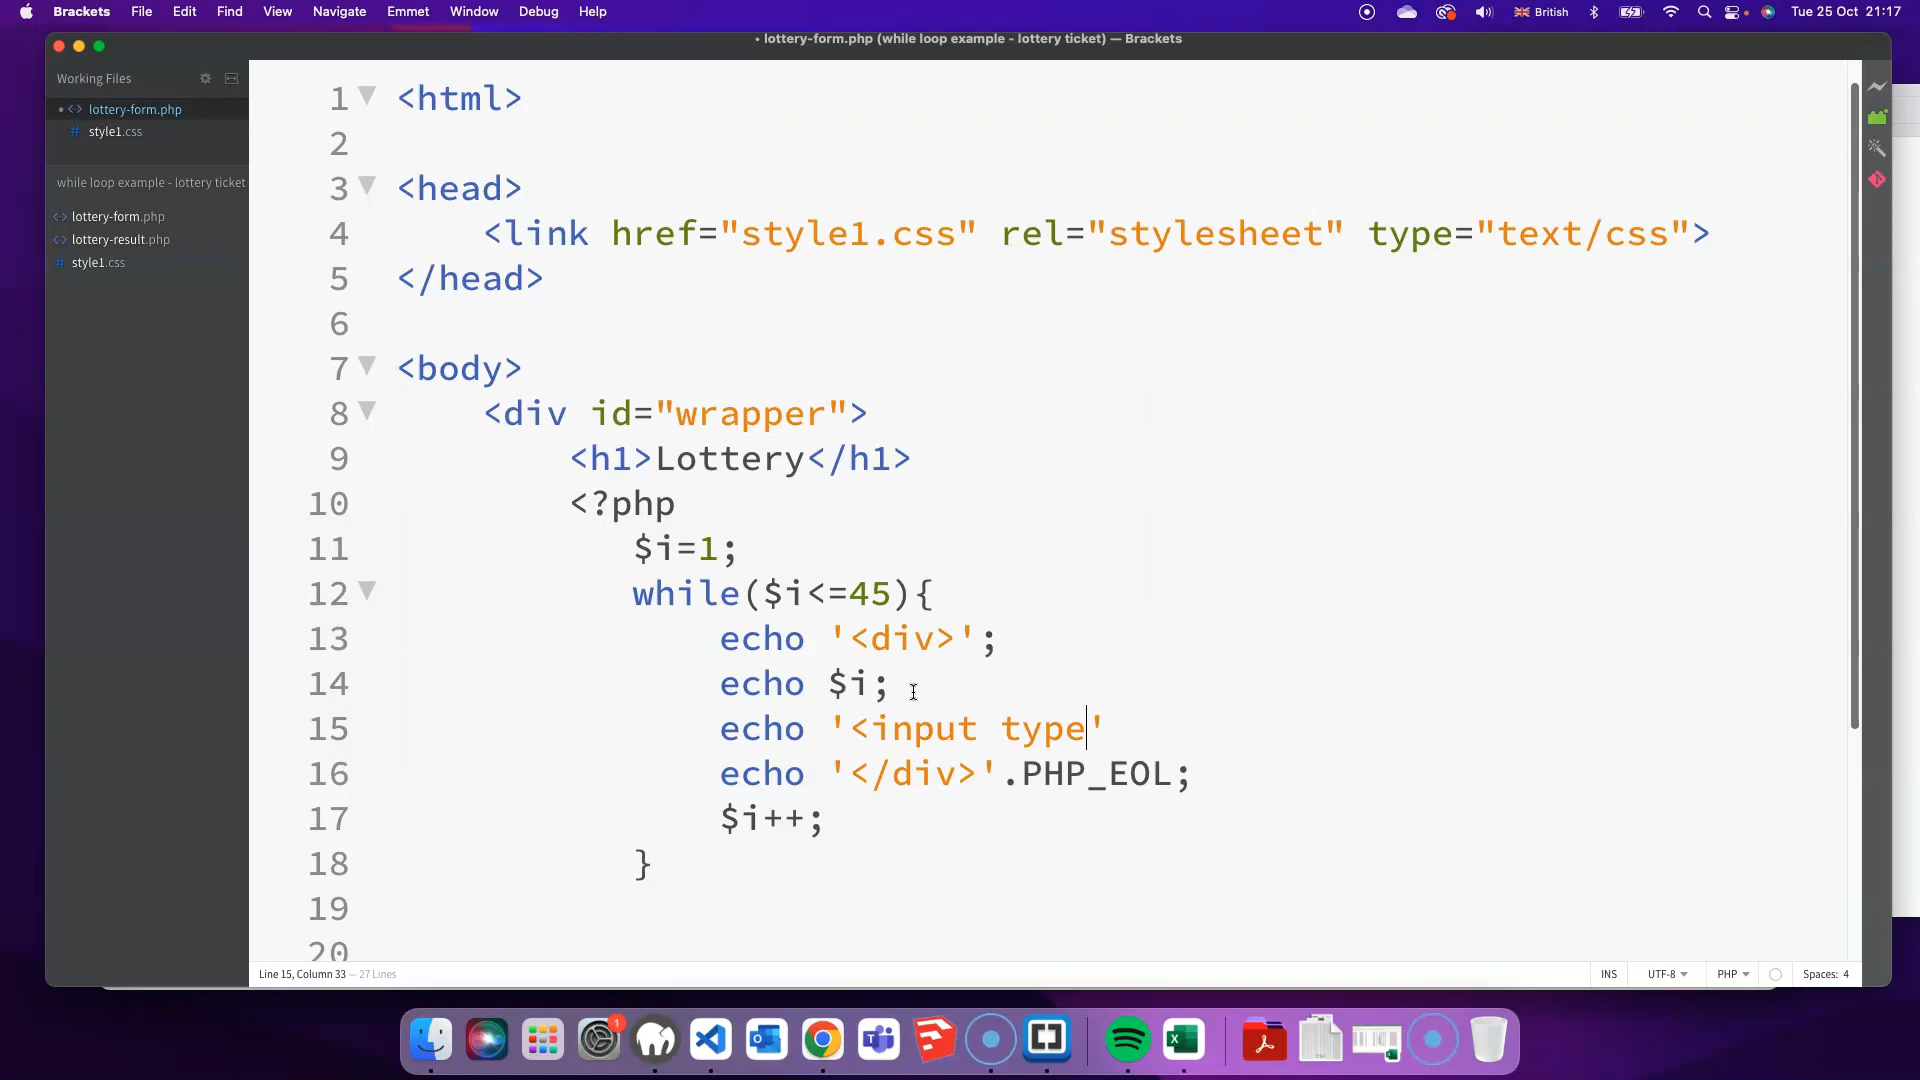 Brackets File Edit Find View Navigate Emmet Window Debug Help British Tue 25 Oct 21:17
• lottery-form.php (while loop example - lottery ticket) — Brackets
Working Files
lottery-form.php
style1.css
while loop example - lottery ticket
lottery-form.php
lottery-result.php
style1.css
1 <html>
2
3 <head>
4 <link href="style1.css" rel="stylesheet" type="text/css">
5 </head>
6
7 <body>
8 <div id="wrapper">
9 <h1>Lottery</h1>
10 <?php
11 $i=1;
12 while($i<=45){
13 echo '<div>';
14 echo $i;
15 echo '<input type'
16 echo '</div>'.PHP_EOL;
17 $i++;
18 }
19
20
Line 15, Column 33 — 27 Lines INS UTF-8 PHP Spaces: 4
1